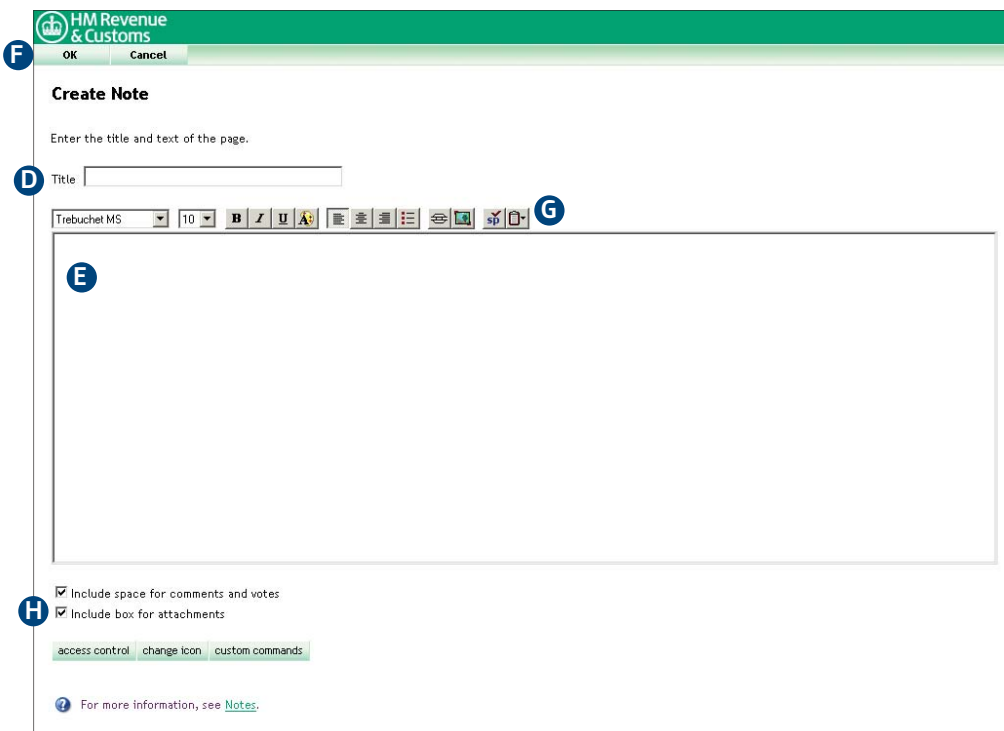 HM Revenue
& Customs
F
OK Cancel
Create Note
Enter the title and text of the page.
D
Title
Trebuchet MS 10 B I U A sp
G
E
Include space for comments and votes
H
Include box for attachments
access control change icon custom commands
? For more information, see Notes.